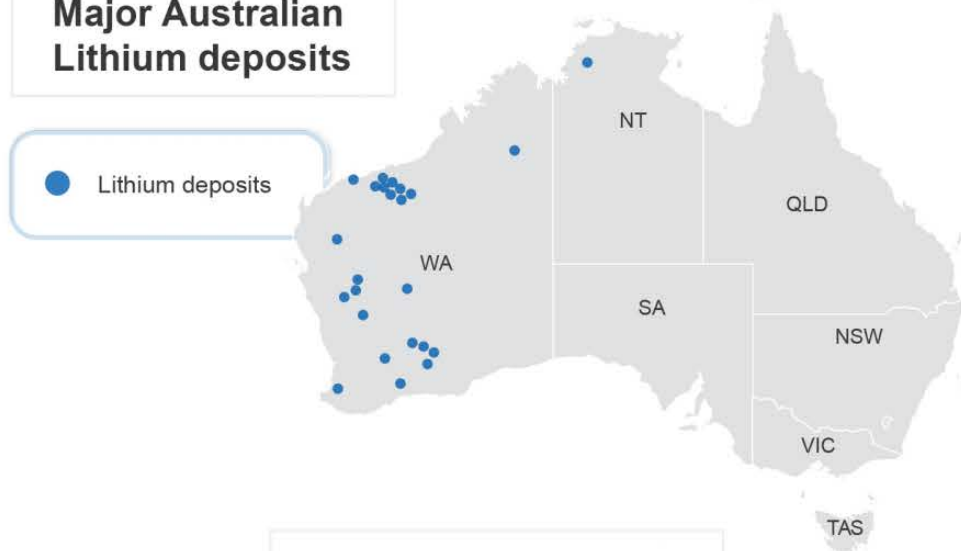 Major Australian
Lithium deposits
Lithium deposits
NT
QLD
WA
SA
NSW
VIC
TAS